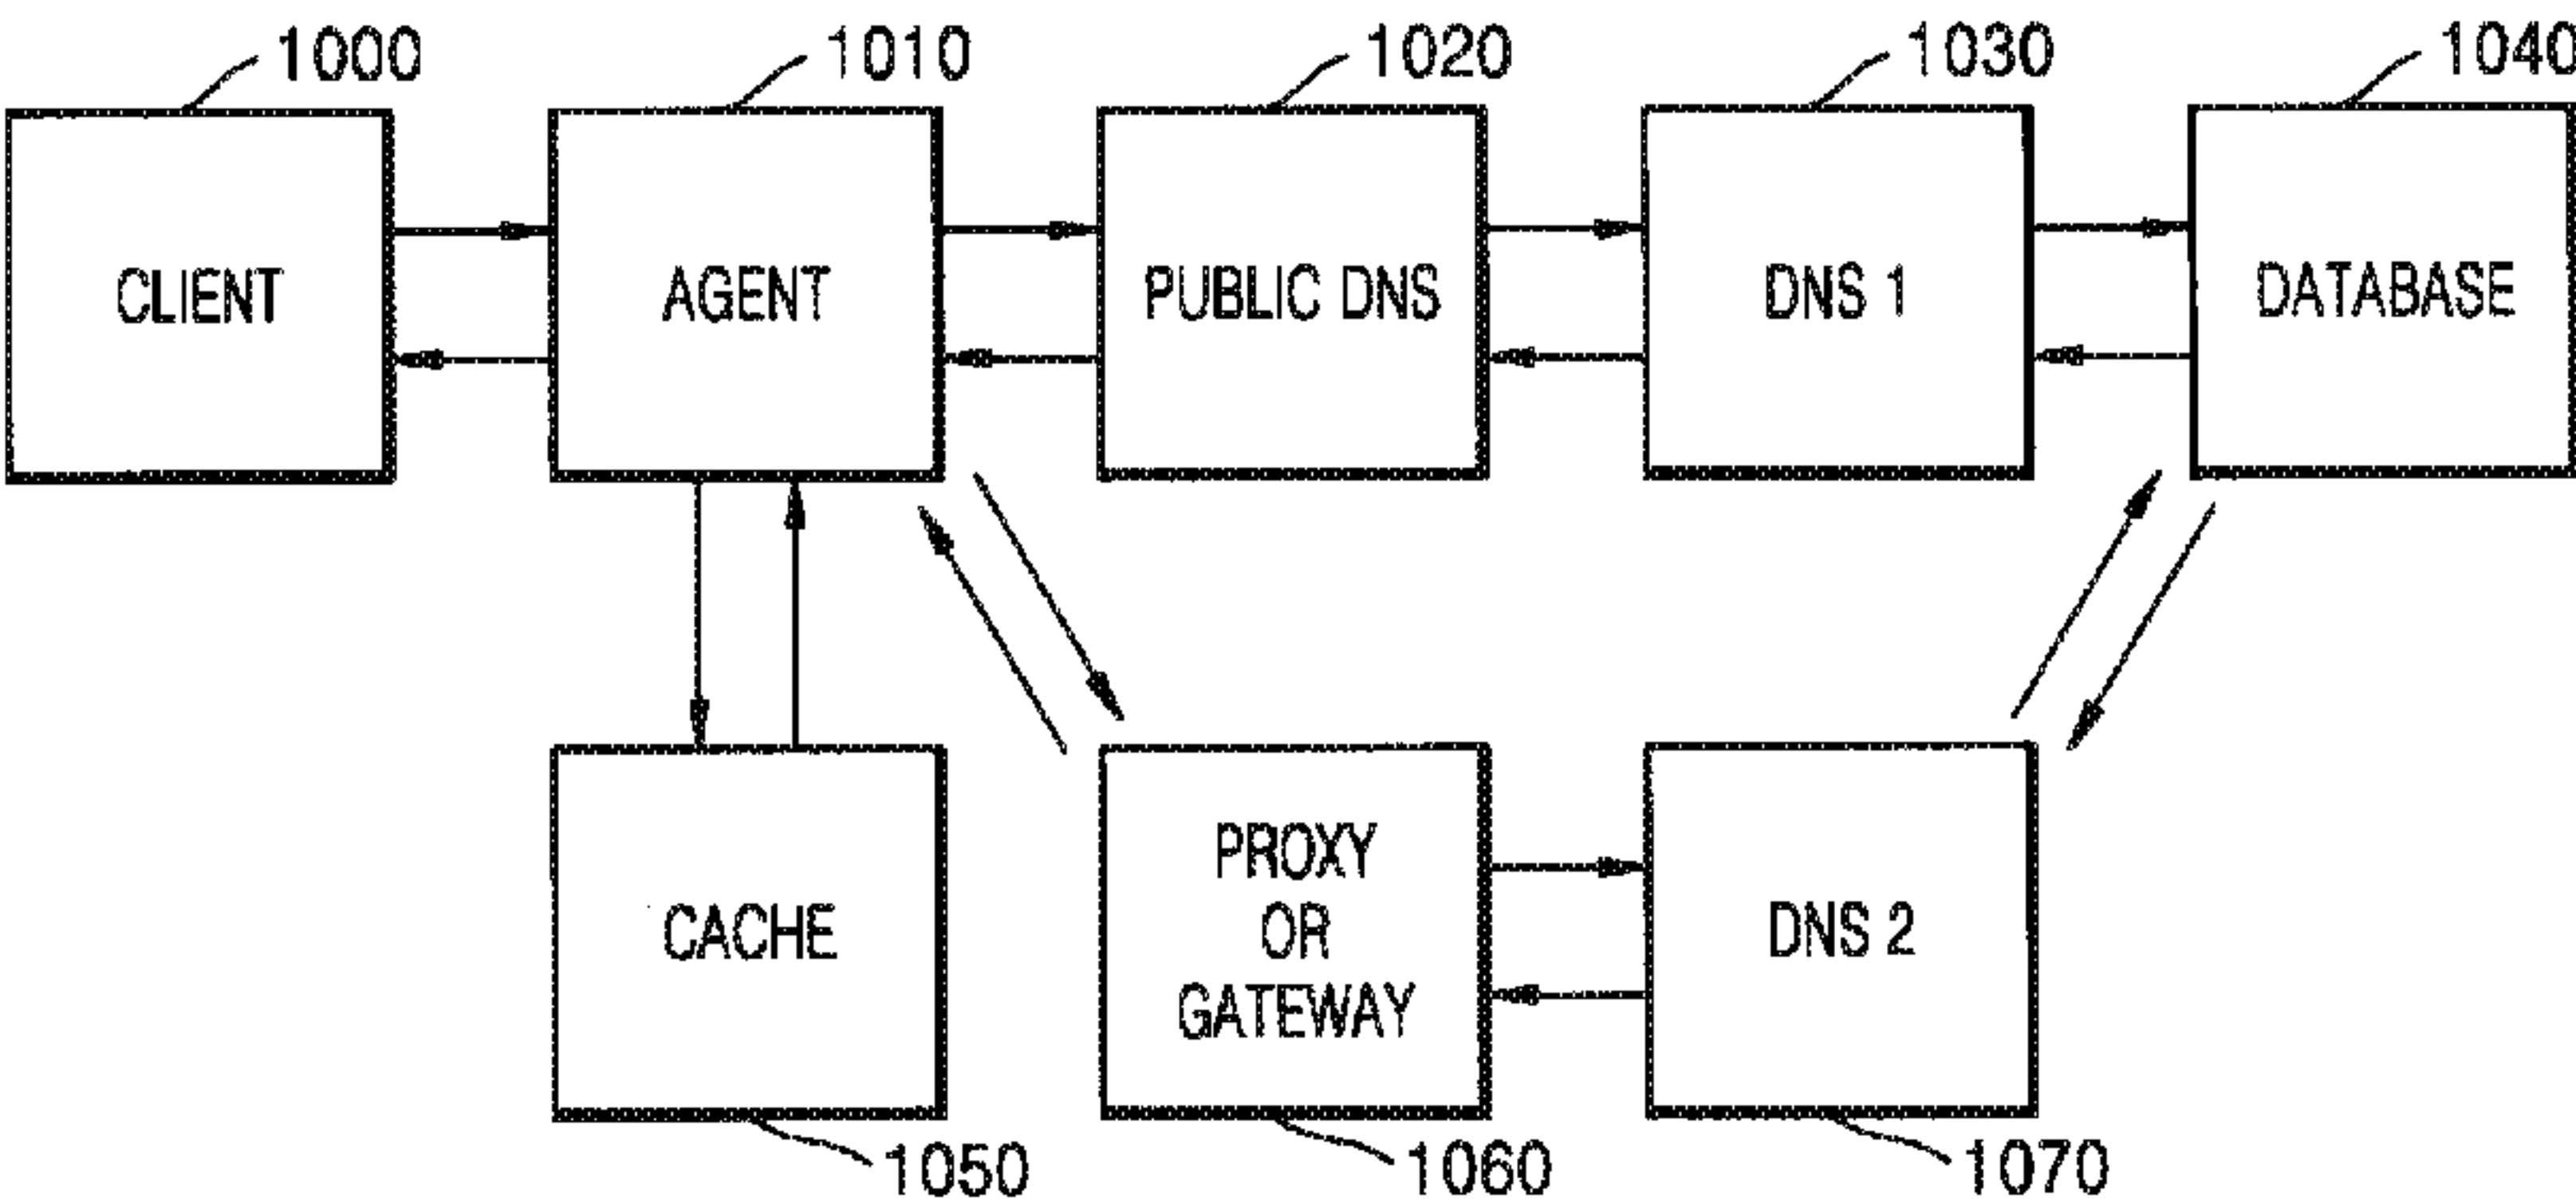 1000
1010
1020
1030
1040
CLIENT
AGENT
PUBLIC DNS
DNS 1
DATABASE
CACHE
PROXY
OR
GATEWAY
DNS 2
1050
1060
1070